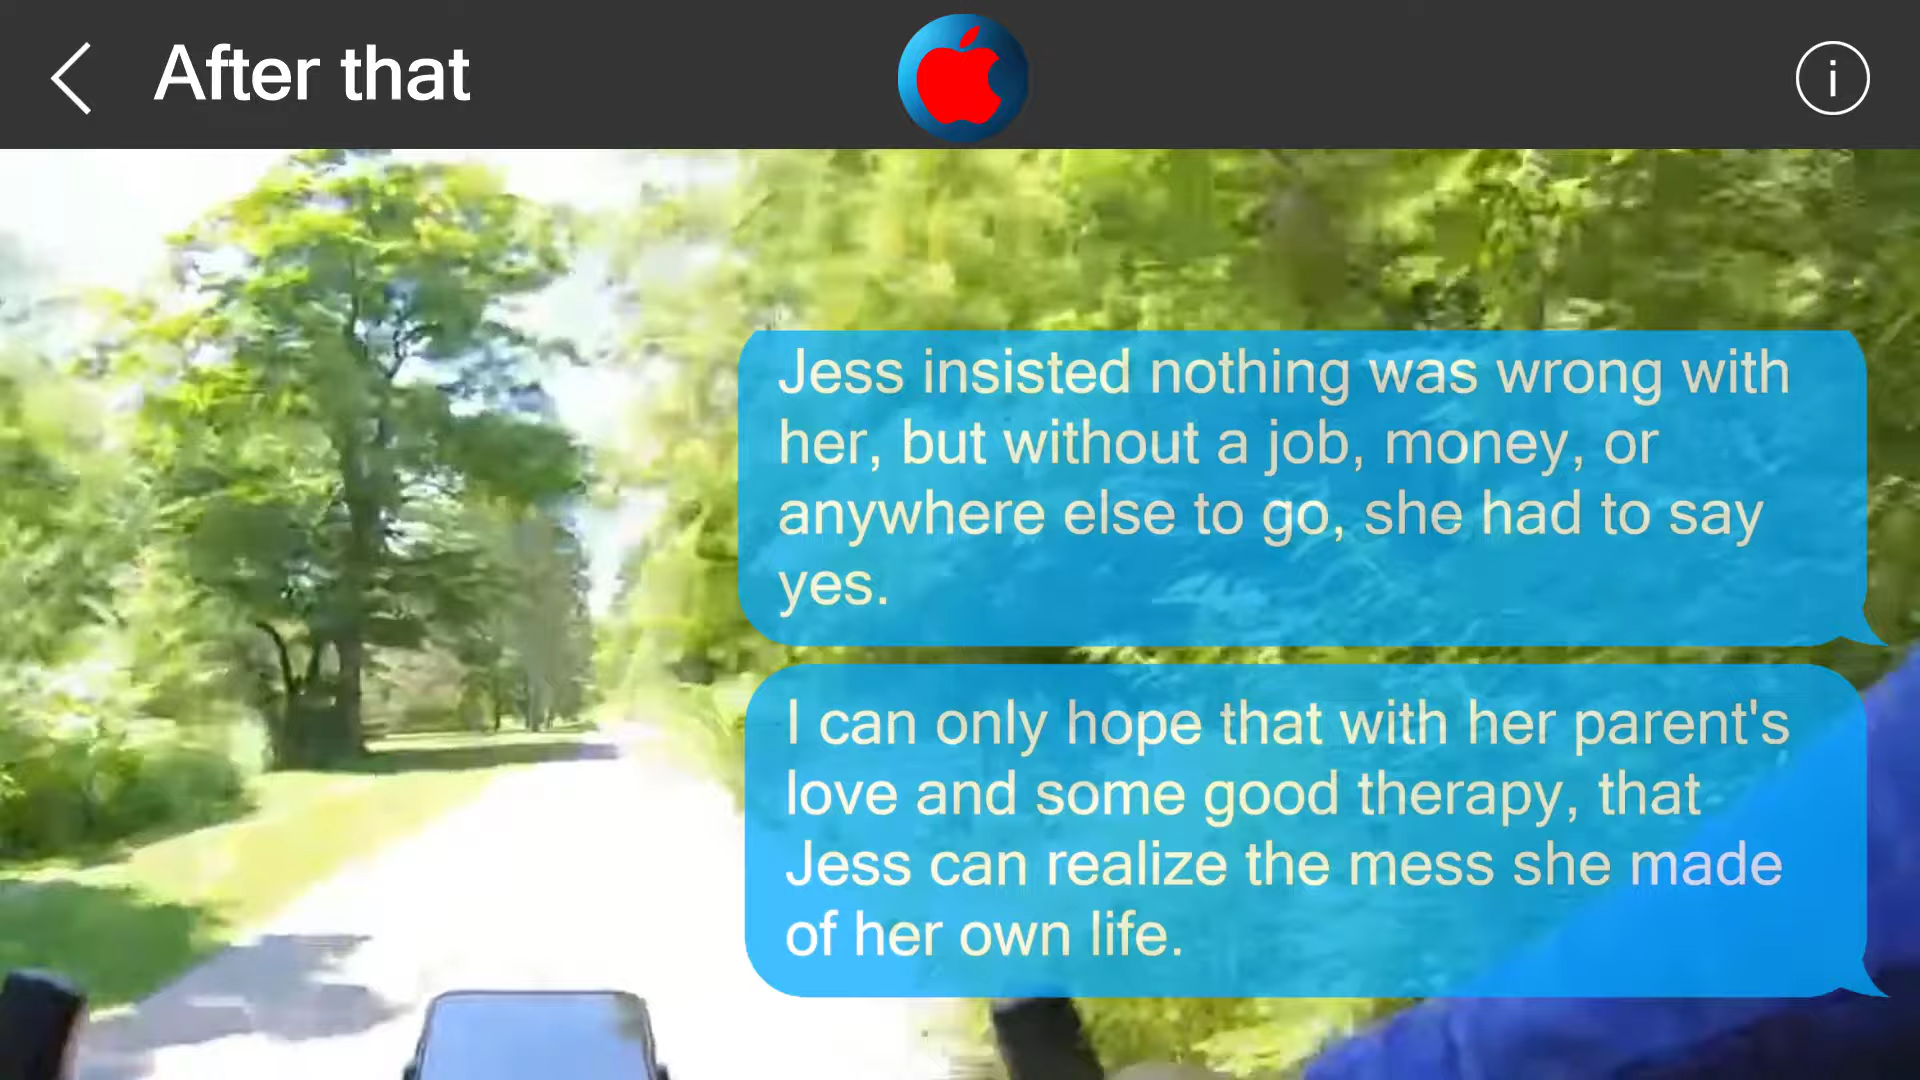 After that
i
Jess insisted nothing was wrong with
her, but without a job, money, or
anywhere else to go, she had to say
yes.
I can only hope that with her parent's
love and some good therapy, that
Jess can realize the mess she made
of her own life.